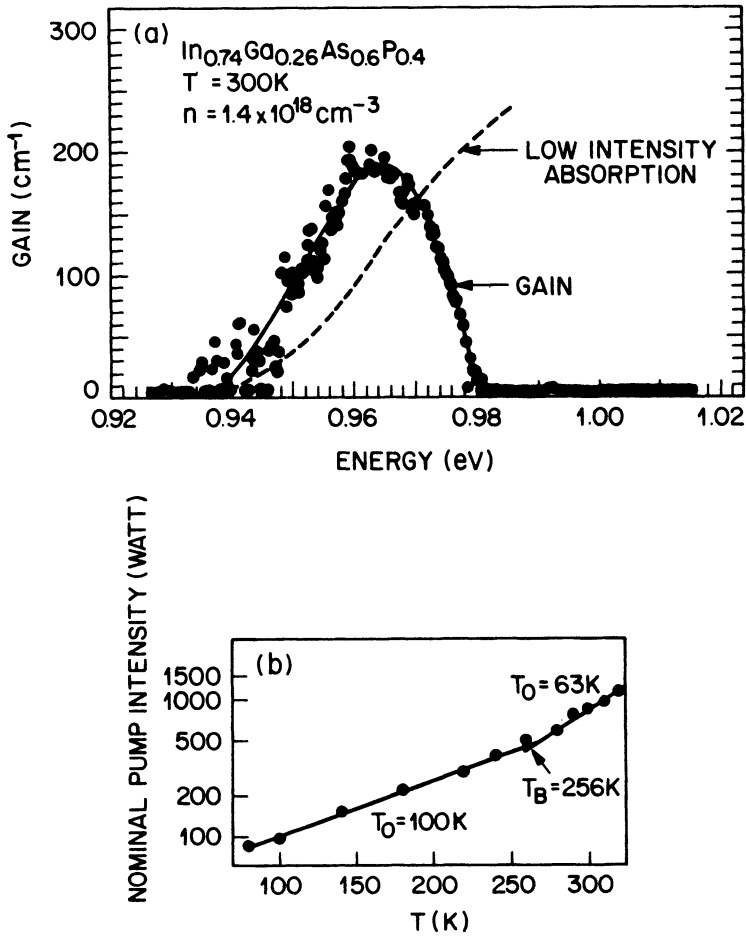 (a)
In0.74Ga0.26As0.6P0.4
T = 300K
n = 1.4 x 10^18 cm^-3
300
200
100
0
GAIN (cm^-1)
LOW INTENSITY
ABSORPTION
GAIN
0.92 0.94 0.96 0.98 1.00 1.02
ENERGY (eV)
(b)
NOMINAL PUMP INTENSITY (WATT)
1500
1000
500
200
100
TO = 63K
TB = 256K
TO = 100K
100 150 200 250 300
T (K)